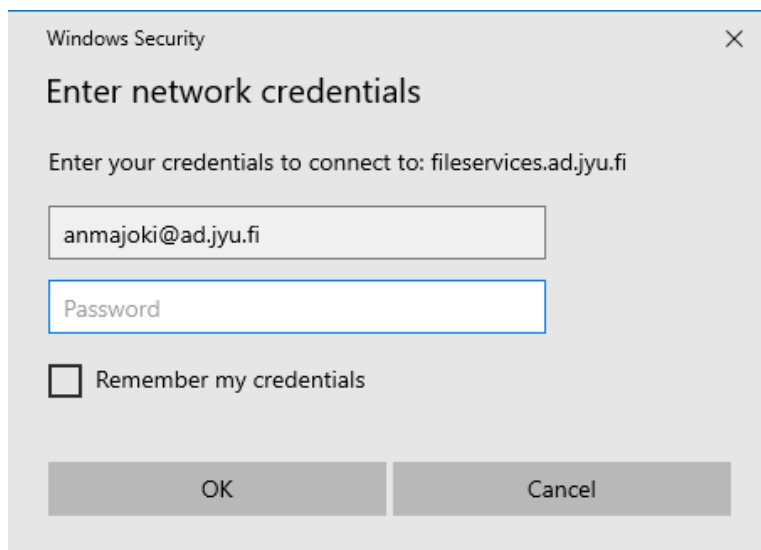 Windows Security
Enter network credentials
Enter your credentials to connect to: fileservices.ad.jyu.fi
anmajoki@ad.jyu.fi
Password
Remember my credentials
OK
Cancel